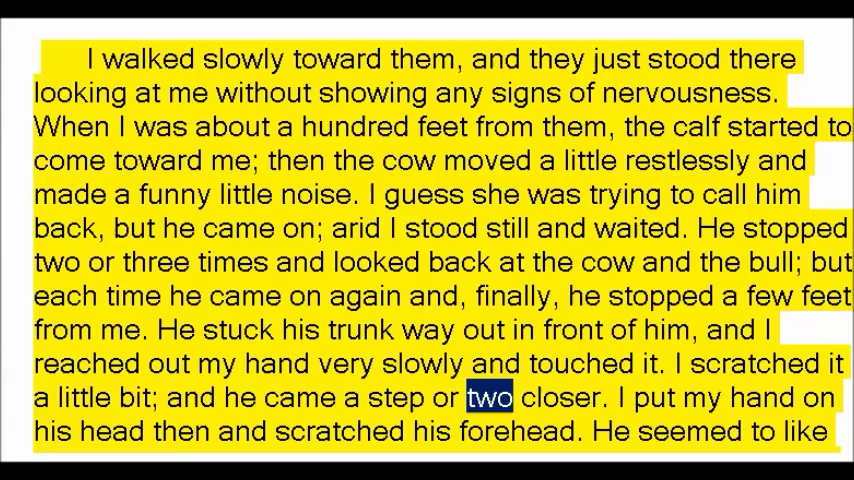 I walked slowly toward them, and they just stood there
looking at me without showing any signs of nervousness.
When I was about a hundred feet from them, the calf started to
come toward me; then the cow moved a little restlessly and
made a funny little noise. I guess she was trying to call him
back, but he came on; arid I stood still and waited. He stopped
two or three times and looked back at the cow and the bull; but
each time he came on again and, finally, he stopped a few feet
from me. He stuck his trunk way out in front of him, and I
reached out my hand very slowly and touched it. I scratched it
a little bit; and he came a step or two closer. I put my hand on
his head then and scratched his forehead. He seemed to like